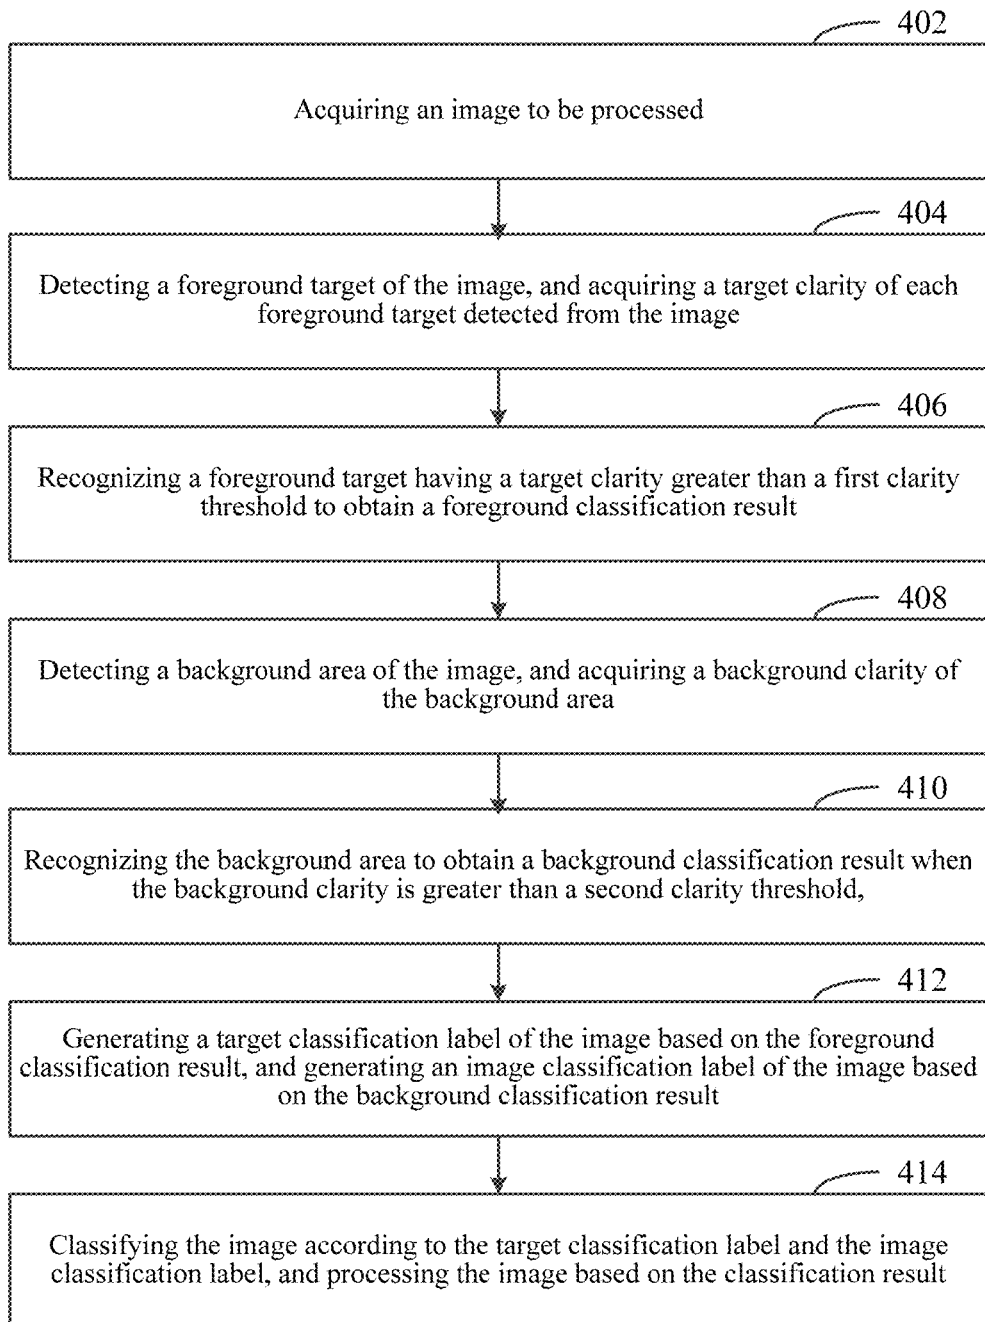 402
Acquiring an image to be processed
404
Detecting a foreground target of the image, and acquiring a target clarity of each
foreground target detected from the image
406
Recognizing a foreground target having a target clarity greater than a first clarity
threshold to obtain a foreground classification result
408
Detecting a background area of the image, and acquiring a background clarity of
the background area
410
Recognizing the background area to obtain a background classification result when
the background clarity is greater than a second clarity threshold,
412
Generating a target classification label of the image based on the foreground
classification result, and generating an image classification label of the image based
on the background classification result
414
Classifying the image according to the target classification label and the image
classification label, and processing the image based on the classification result